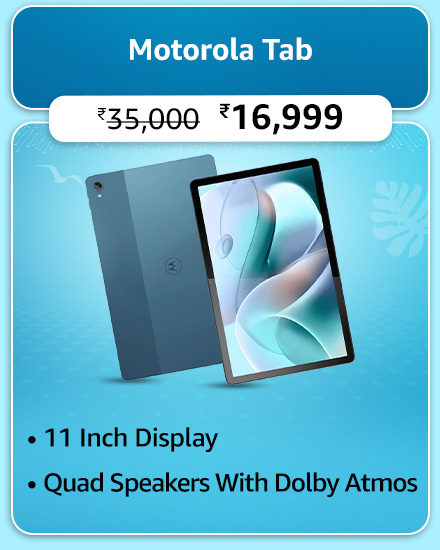 Motorola Tab
₹35,000 ₹16,999
• 11 Inch Display
• Quad Speakers With Dolby Atmos